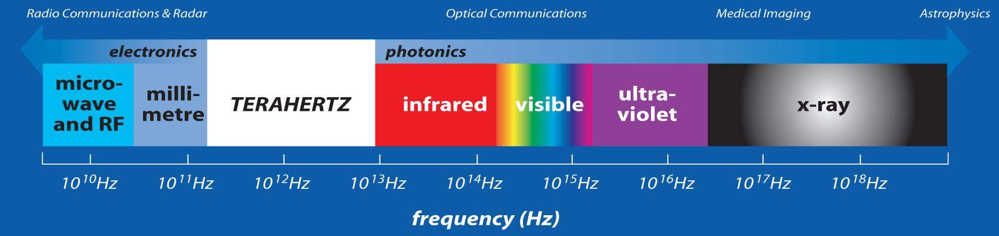 Radio Communications & Radar
Optical Communications
Medical Imaging
Astrophysics
electronics
photonics
micro-
wave
and RF
milli-
metre
TERAHERTZ
infrared
visible
ultra-
violet
x-ray
10¹⁰Hz
10¹¹Hz
10¹²Hz
10¹³Hz
10¹⁴Hz
10¹⁵Hz
10¹⁶Hz
10¹⁷Hz
10¹⁸Hz
frequency (Hz)